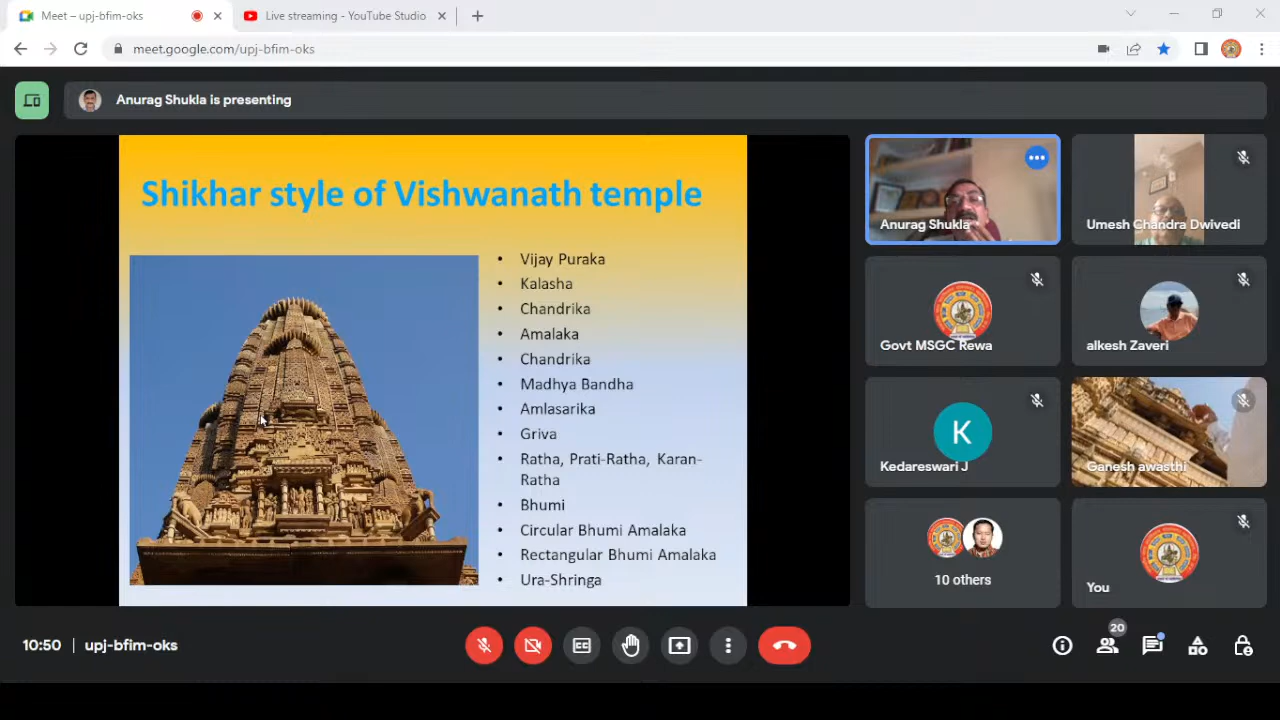 Meet – upj-bfim-oks
Live streaming - YouTube Studio
meet.google.com/upj-bfim-oks
Anurag Shukla is presenting
Shikhar style of Vishwanath temple
• Vijay Puraka
• Kalasha
• Chandrika
• Amalaka
• Chandrika
• Madhya Bandha
• Amlasarika
• Griva
• Ratha, Prati-Ratha, Karan-
Ratha
• Bhumi
• Circular Bhumi Amalaka
• Rectangular Bhumi Amalaka
• Ura-Shringa
Anurag Shukla
Umesh Chandra Dwivedi
Govt MSGC Rewa
alkesh Zaveri
K
Kedareswari J
Ganesh awasthi
10 others
You
10:50 | upj-bfim-oks
CC
20